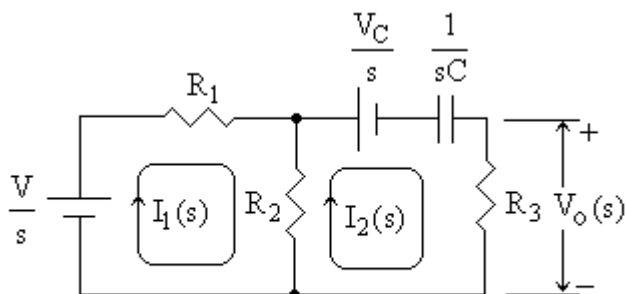 V_C/s 1/sC
R_1
+
V/s I_1(s) R_2 I_2(s) R_3 V_o(s)
−